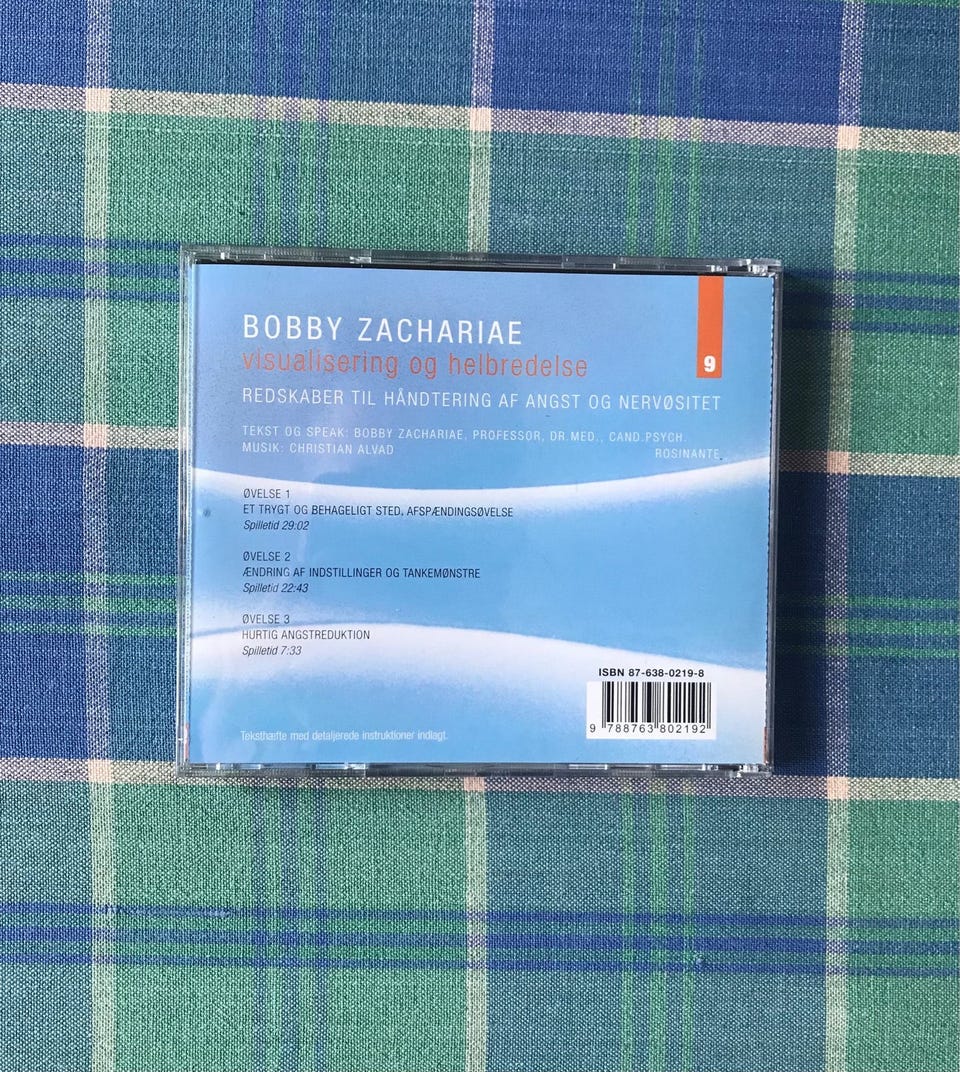 BOBBY ZACHARIAE
visualisering og helbredelse
9
REDSKABER TIL HÅNDTERING AF ANGST OG NERVØSITET
TEKST OG SPEAK: BOBBY ZACHARIAE, PROFESSOR, DR.MED., CAND.PSYCH.
MUSIK: CHRISTIAN ALVAD
ROSINANTE
ØVELSE 1
ET TRYGT OG BEHAGELIGT STED, AFSPÆNDINGSØVELSE
Spilletid 29:02
ØVELSE 2
ÆNDRING AF INDSTILLINGER OG TANKEMØNSTRE
Spilletid 22:43
ØVELSE 3
HURTIG ANGSTREDUKTION
Spilletid 7:33
ISBN 87-638-0219-8
9 788763 802192
Teksthæfte med detaljerede instruktioner indlagt.